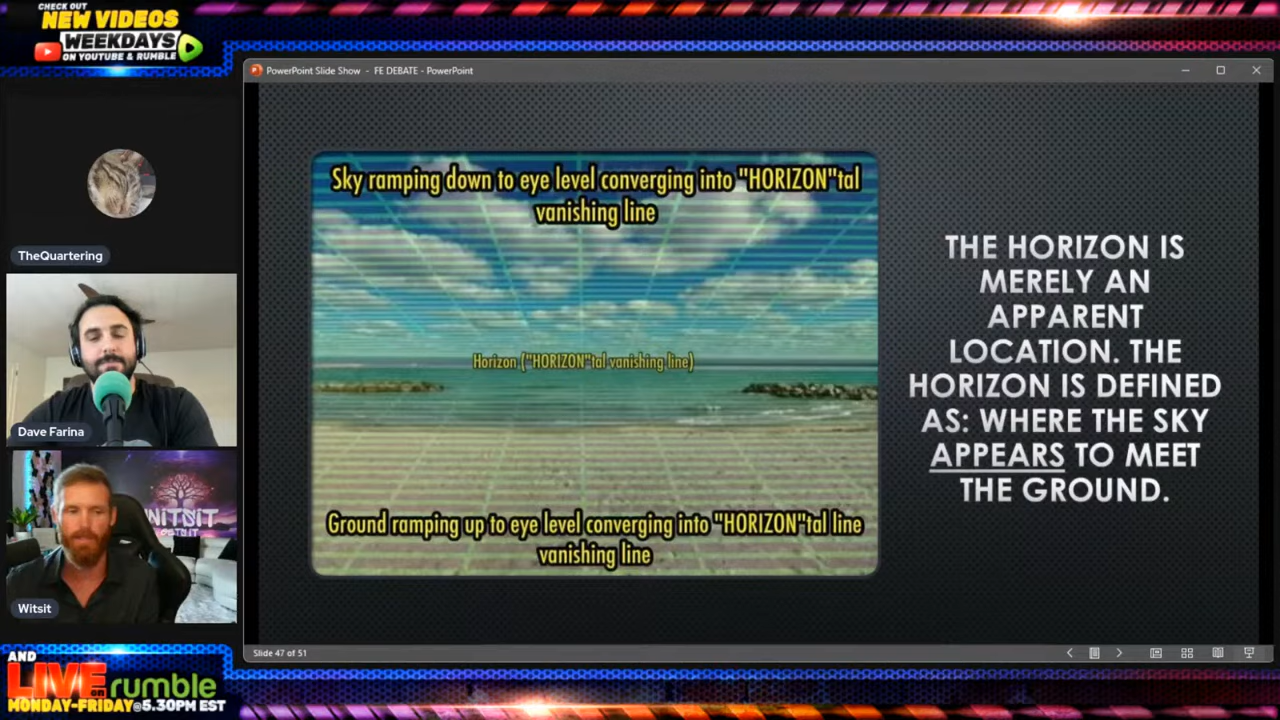 CHECK OUT
NEW VIDEOS
WEEKDAYS
ON YOUTUBE & RUMBLE
PowerPoint Slide Show - FE DEBATE - PowerPoint
TheQuartering
Dave Farina
WITSIT
GETS IT
Witsit
Sky ramping down to eye level converging into "HORIZON"tal
vanishing line
Horizon ("HORIZON"tal vanishing line)
Ground ramping up to eye level converging into "HORIZON"tal line
vanishing line
THE HORIZON IS
MERELY AN
APPARENT
LOCATION. THE
HORIZON IS DEFINED
AS: WHERE THE SKY
APPEARS TO MEET
THE GROUND.
Slide 47 of 51
AND
LIVE on rumble
MONDAY-FRIDAY@5.30PM EST